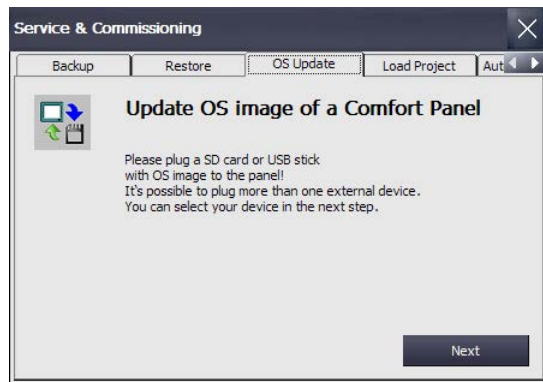 Service & Commissioning
Backup
Restore
OS Update
Load Project
Aut
Update OS image of a Comfort Panel
Please plug a SD card or USB stick
with OS image to the panel!
It's possible to plug more than one external device.
You can select your device in the next step.
Next